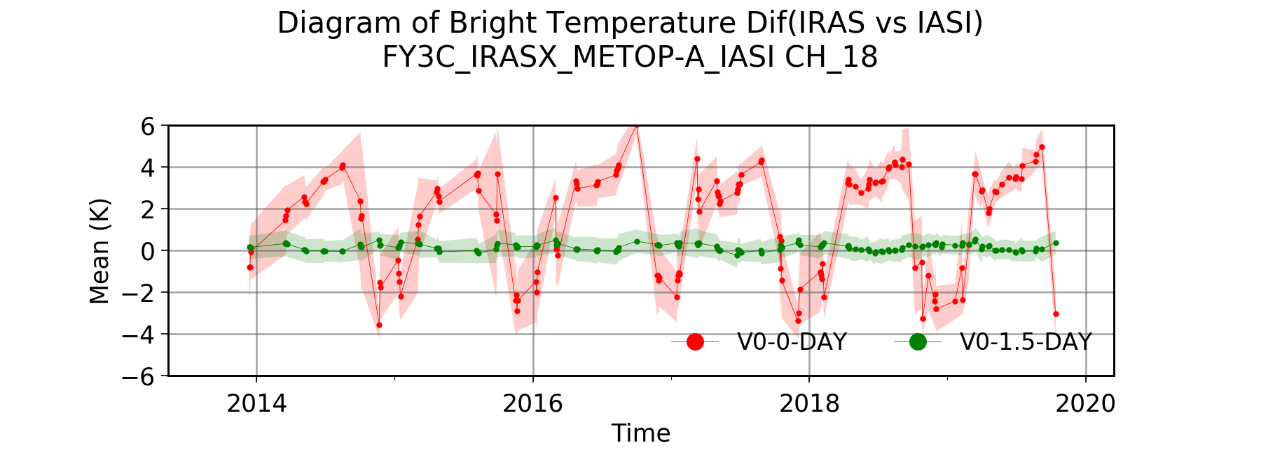 Diagram of Bright Temperature Dif(IRAS vs IASI)
FY3C_IRASX_METOP-A_IASI CH_18
6
4
2
0
−2
−4
−6
Mean (K)
V0-0-DAY
V0-1.5-DAY
2014
2016
2018
2020
Time